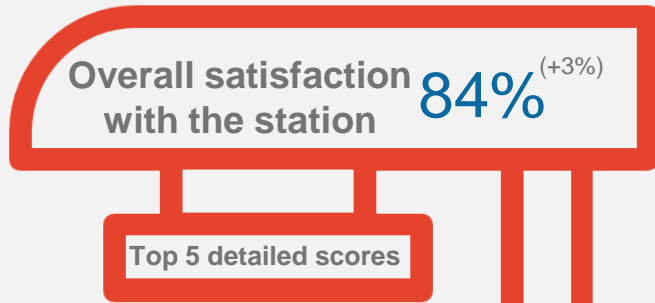 Overall satisfaction 84% (+3%)
with the station
Top 5 detailed scores